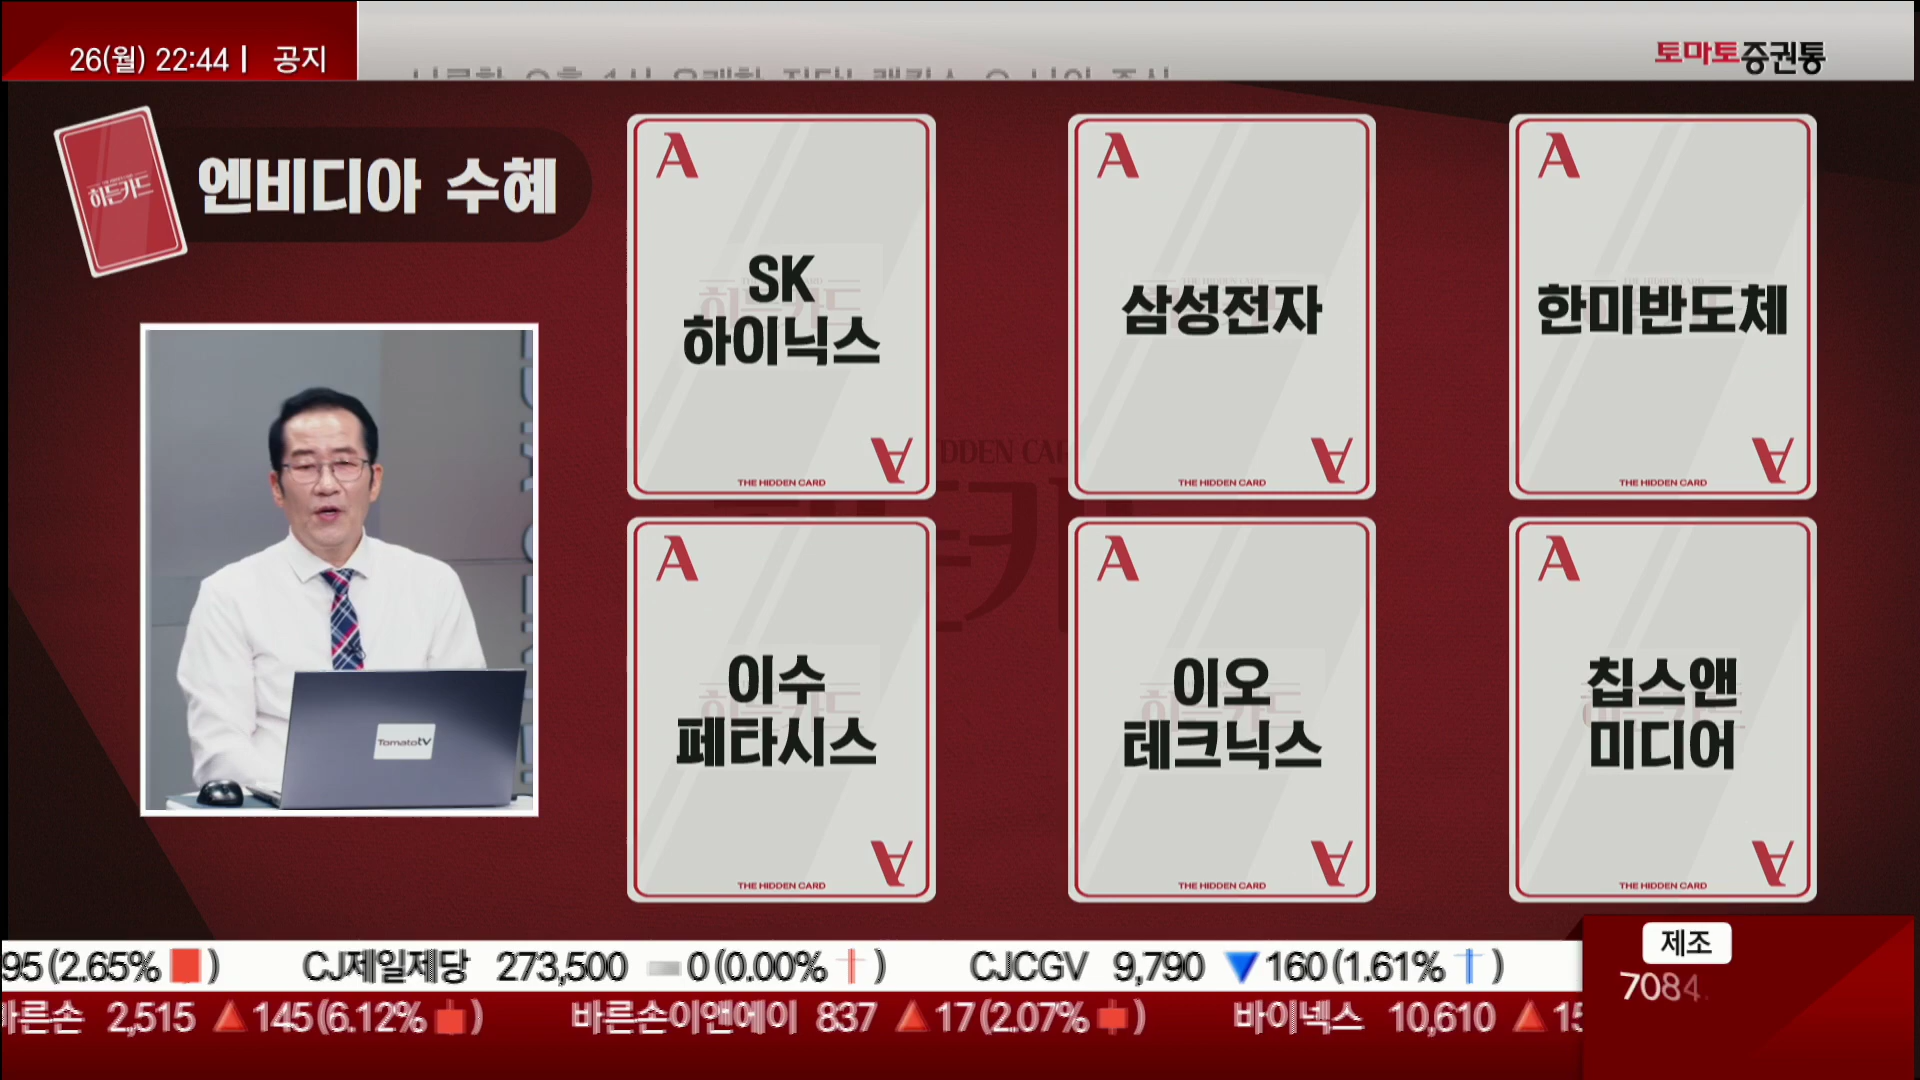 26(월) 22:44 | 공지
토마토증권통
히든카드
엔비디아 수혜
A
SK
하이닉스
A
THE HIDDEN CARD
A
삼성전자
A
THE HIDDEN CARD
A
한미반도체
A
THE HIDDEN CARD
A
이수
페타시스
A
THE HIDDEN CARD
A
이오
테크닉스
A
THE HIDDEN CARD
A
칩스앤
미디어
A
THE HIDDEN CARD
TomatoTV
95(2.65% ) CJ제일제당 273,500 0(0.00% ) CJCGV 9,790 ▼160(1.61% )
바른손 2,515 ▲145(6.12% ) 바른손이앤에이 837 ▲17(2.07% ) 바이넥스 10,610 ▲15
제조
7084